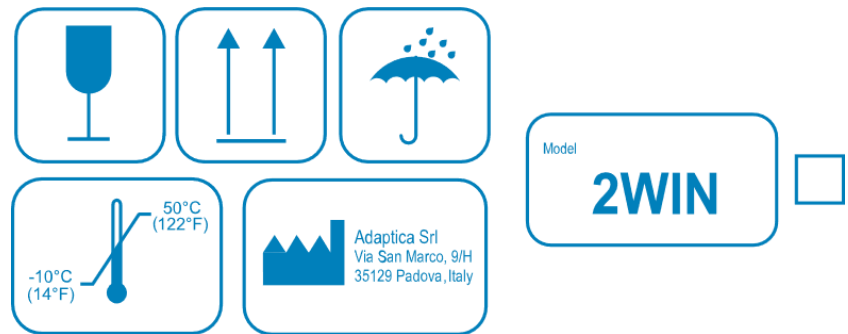 Model
2WIN
50°C
(122°F)
-10°C
(14°F)
Adaptica Srl
Via San Marco, 9/H
35129 Padova, Italy